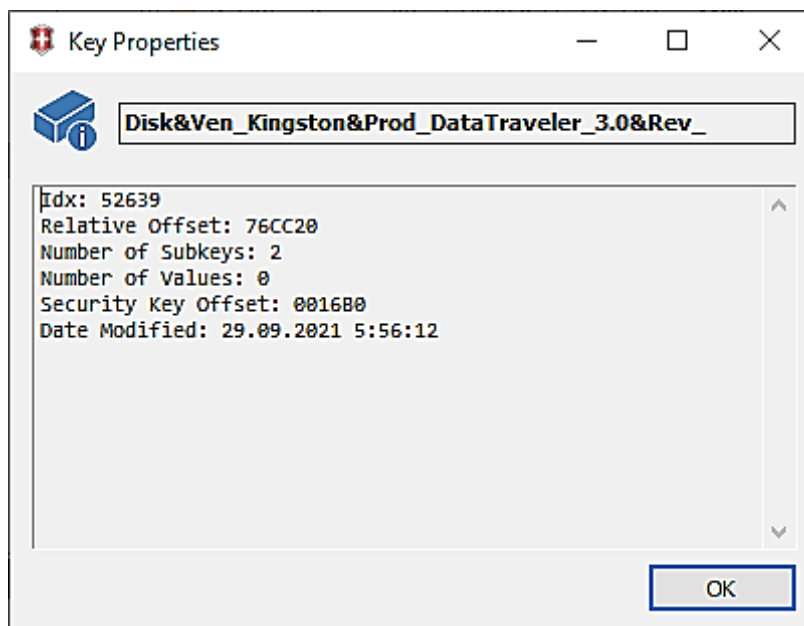 Key Properties
Disk&Ven_Kingston&Prod_DataTraveler_3.0&Rev_
Idx: 52639
Relative Offset: 76CC20
Number of Subkeys: 2
Number of Values: 0
Security Key Offset: 0016B0
Date Modified: 29.09.2021 5:56:12
OK